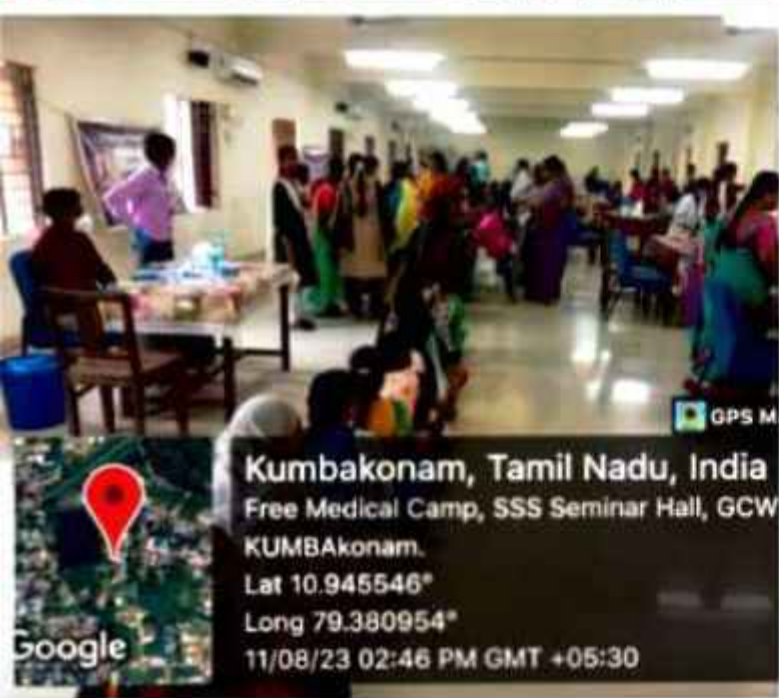 GPS M
Kumbakonam, Tamil Nadu, India
Free Medical Camp, SSS Seminar Hall, GCW
KUMBAkonam.
Lat 10.945546°
Long 79.380954°
11/08/23 02:46 PM GMT +05:30
Google